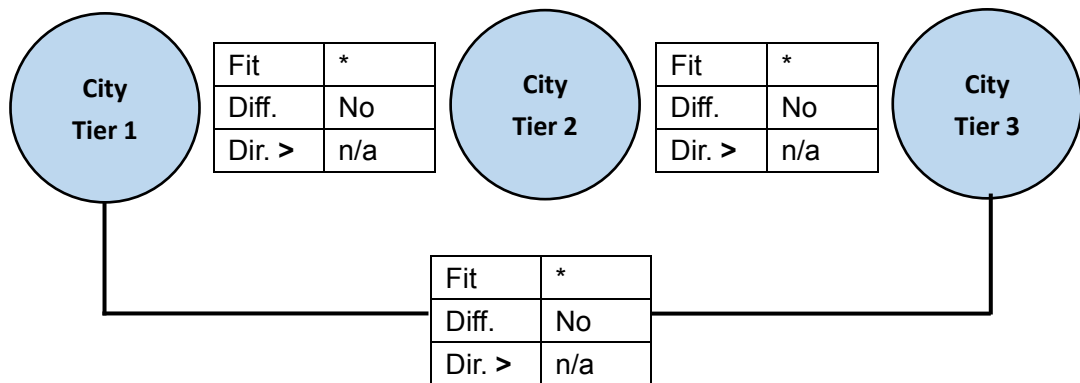 City
Tier 1
Fit *
Diff. No
Dir. > n/a
City
Tier 2
Fit *
Diff. No
Dir. > n/a
City
Tier 3
Fit *
Diff. No
Dir. > n/a